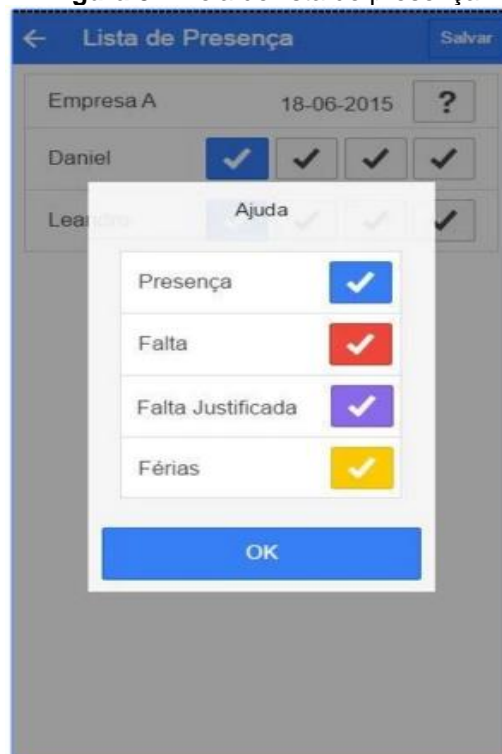 Lista de Presença Salvar
Empresa A 18-06-2015 ?
Daniel
Ajuda
Presença
Falta
Falta Justificada
Férias
OK